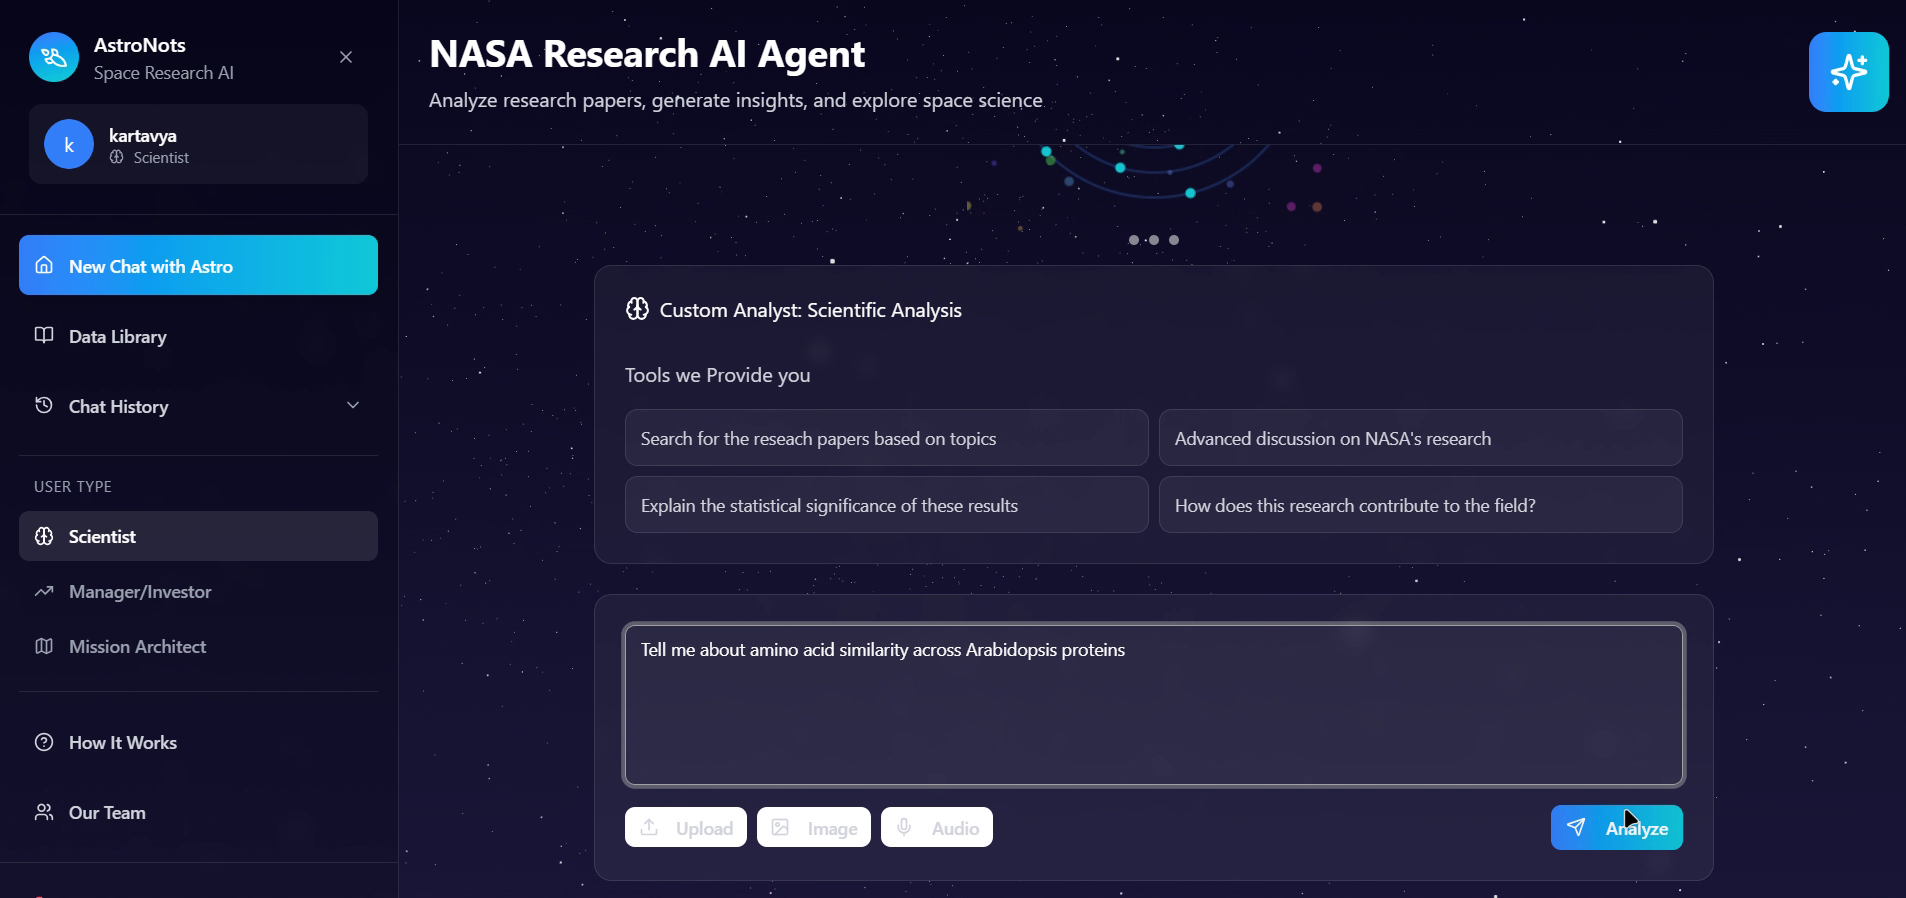 AstroNots
Space Research AI
k
kartavya
Scientist
New Chat with Astro
Data Library
Chat History
USER TYPE
Scientist
Manager/Investor
Mission Architect
How It Works
Our Team
NASA Research AI Agent
Analyze research papers, generate insights, and explore space science
Custom Analyst: Scientific Analysis
Tools we Provide you
Search for the reseach papers based on topics
Advanced discussion on NASA's research
Explain the statistical significance of these results
How does this research contribute to the field?
Tell me about amino acid similarity across Arabidopsis proteins
Upload
Image
Audio
Analyze